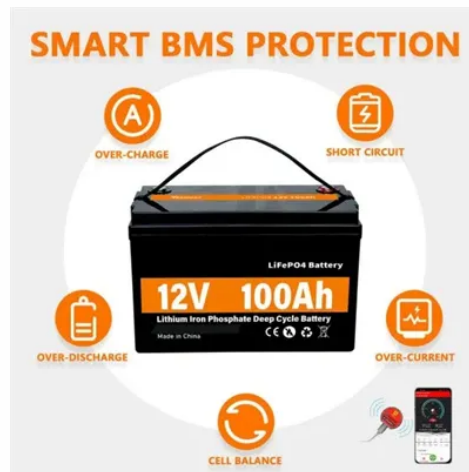 SMART BMS PROTECTION
OVER-CHARGE
SHORT CIRCUIT
LiFePO4 Battery
12V 100Ah
Lithium Iron Phosphate Deep Cycle Battery
Made in China
OVER-DISCHARGE
OVER-CURRENT
CELL BALANCE